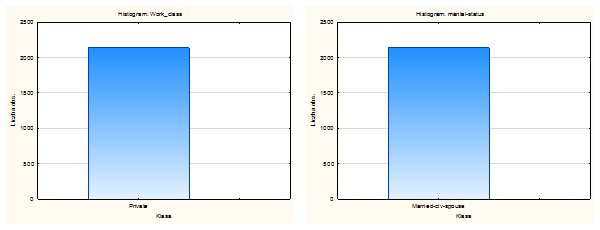 Histogram: Work_class
2500
2000
1500
1000
500
0
Liczba obs.
Private
Klasa
Histogram: marital-status
2500
2000
1500
1000
500
0
Liczba obs.
Married-civ-spouse
Klasa